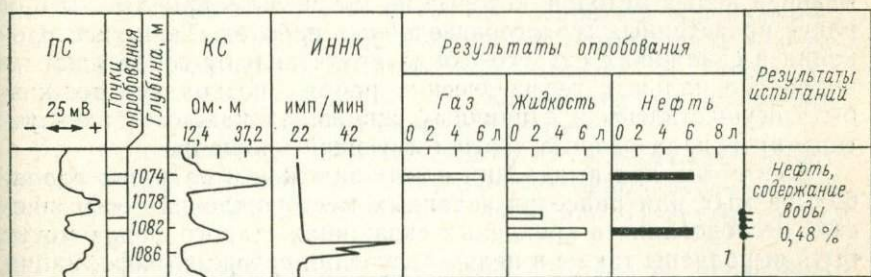 ПС
25 мВ
+
Точки опробования
Глубина, м
КС
Ом·м
12,4 37,2
ИННК
имп/мин
22 42
Результаты опробования
Газ
0 2 4 6 л
Жидкость
0 2 4 6 л
Нефть
0 2 4 6 8 л
Результаты
испытаний
1074
1078
1082
1086
Нефть,
содержание
воды
0,48 %
1